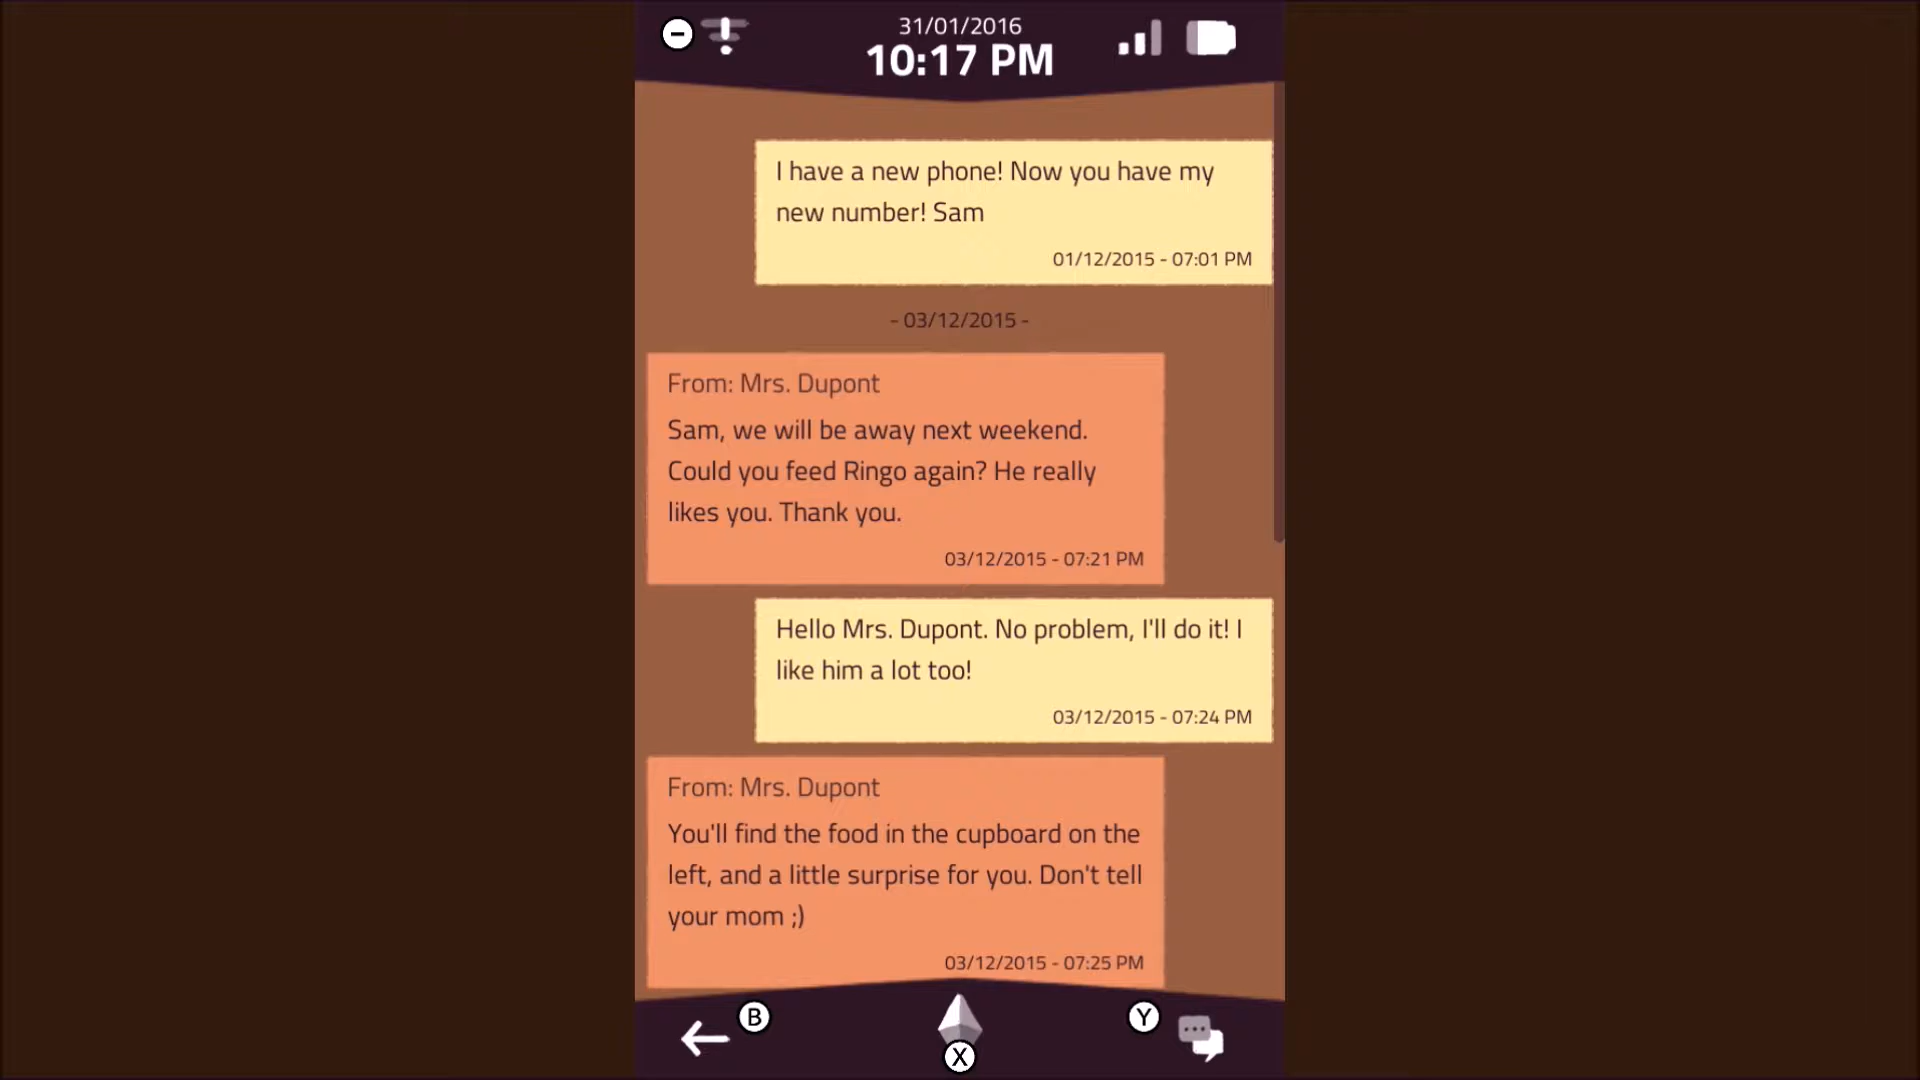 31/01/2016
10:17 PM
I have a new phone! Now you have my
new number! Sam
01/12/2015 - 07:01 PM
- 03/12/2015 -
From: Mrs. Dupont
Sam, we will be away next weekend.
Could you feed Ringo again? He really
likes you. Thank you.
03/12/2015 - 07:21 PM
Hello Mrs. Dupont. No problem, I'll do it! I
like him a lot too!
03/12/2015 - 07:24 PM
From: Mrs. Dupont
You'll find the food in the cupboard on the
left, and a little surprise for you. Don't tell
your mom ;)
03/12/2015 - 07:25 PM
B
X
Y